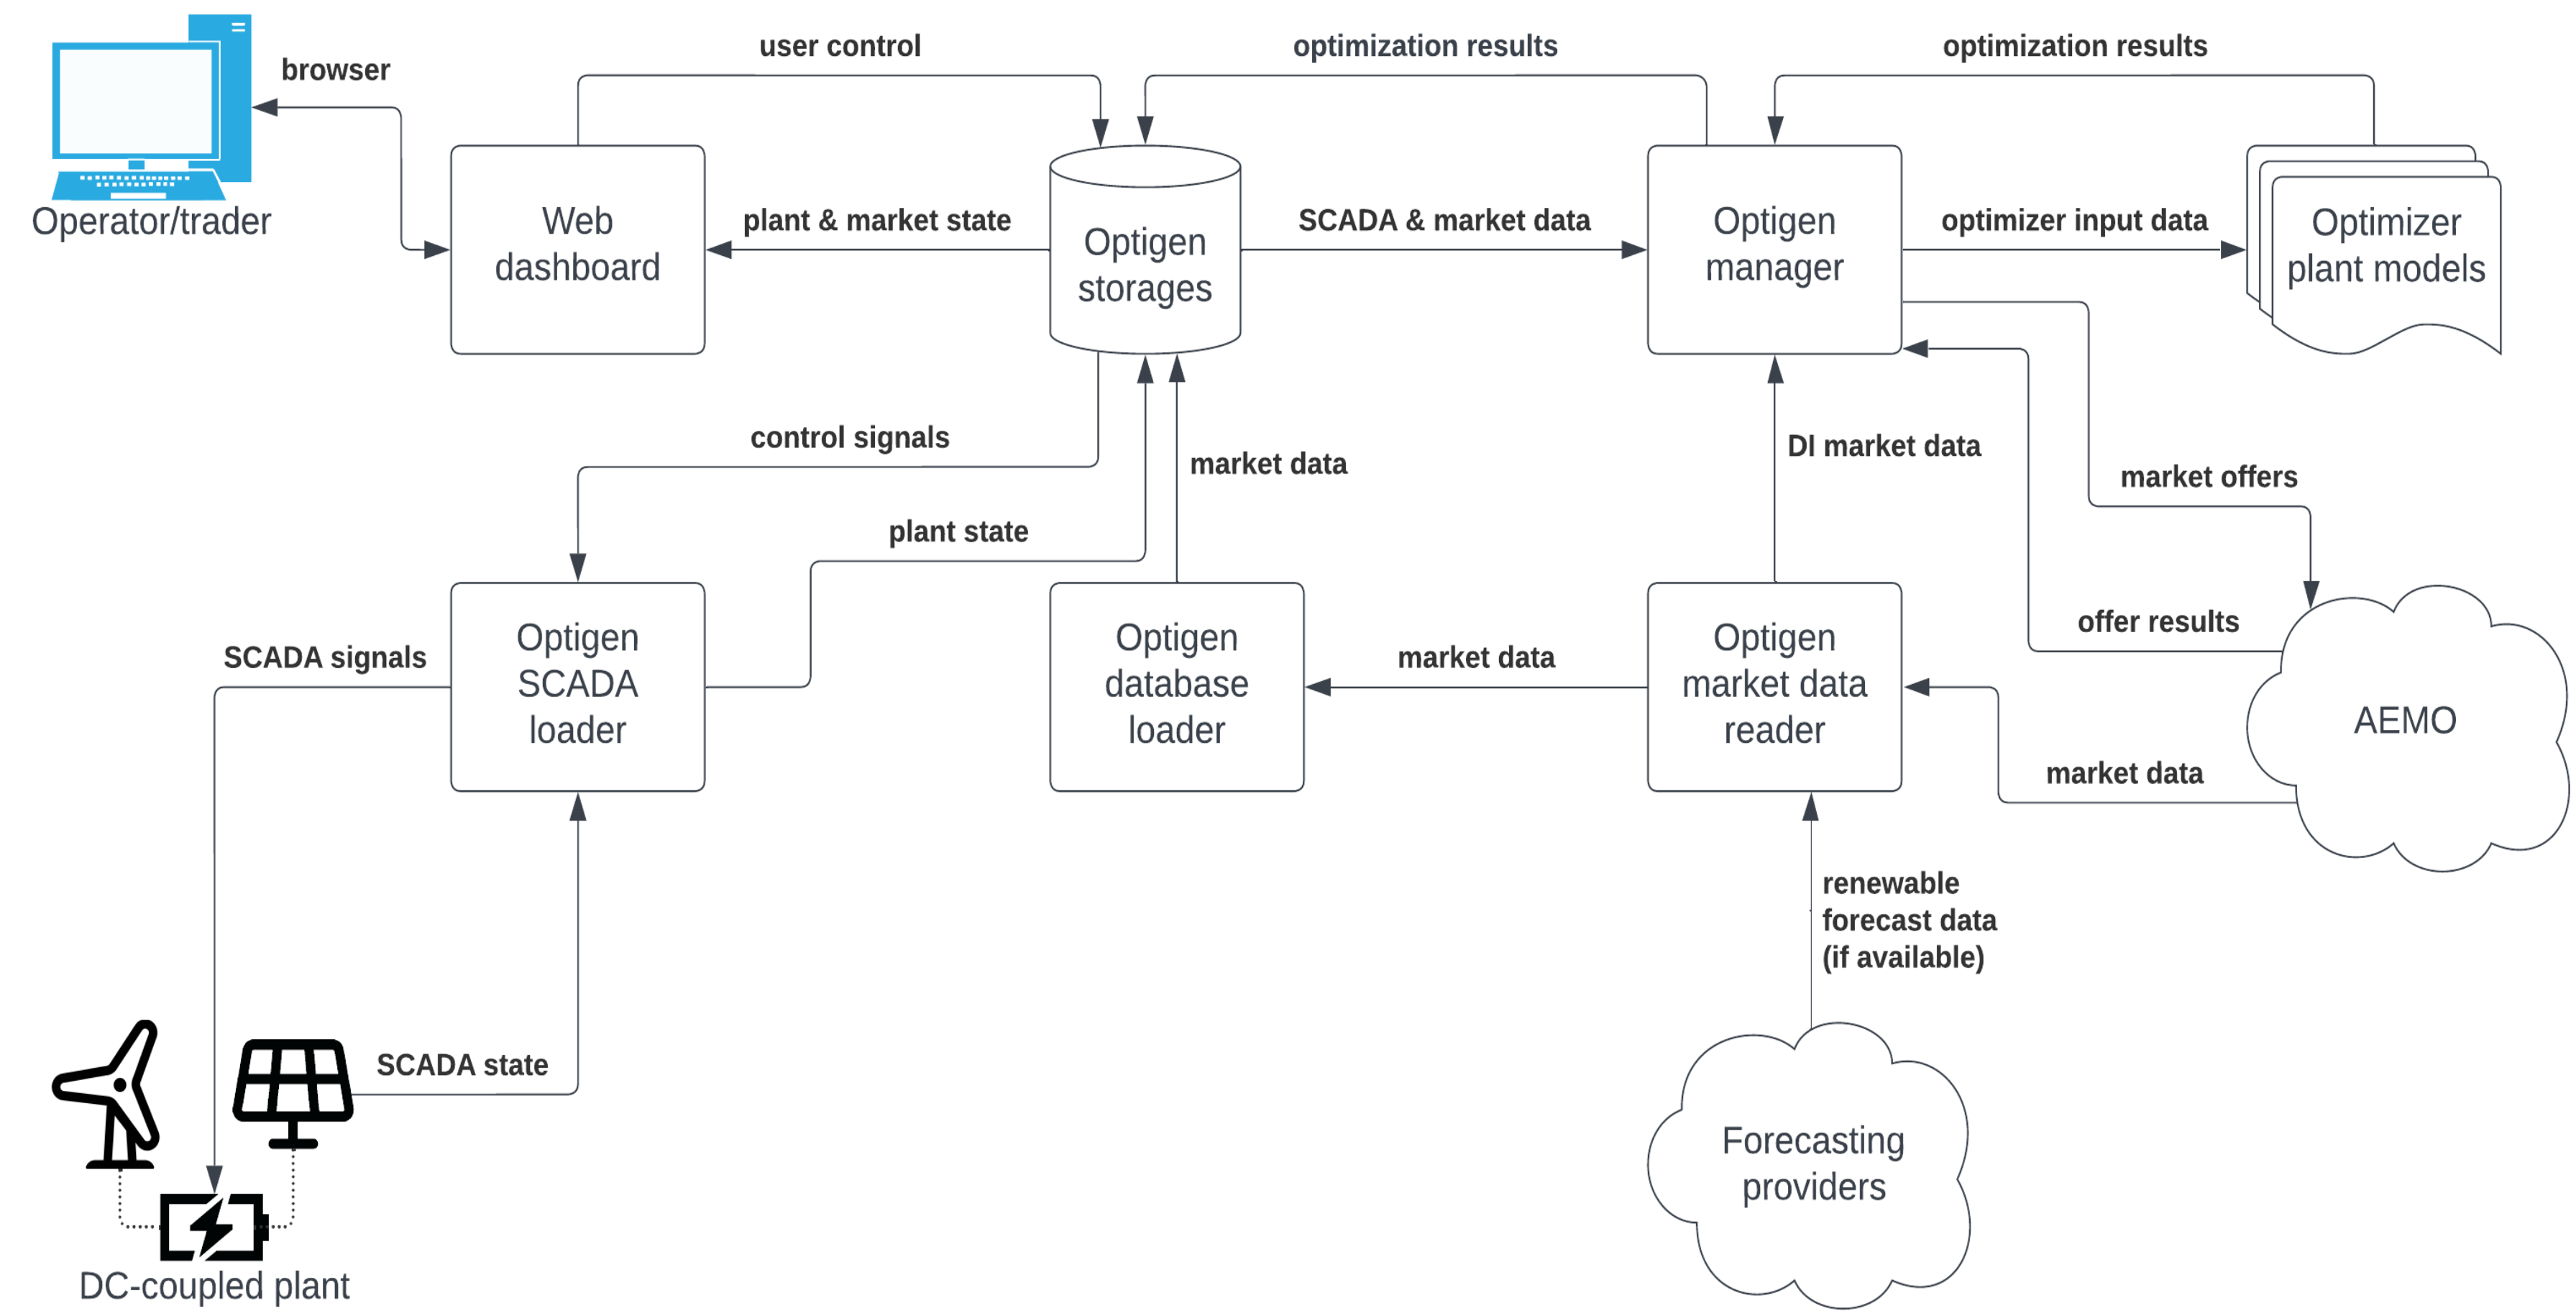 user control
optimization results
optimization results
browser
Operator/trader
Web
dashboard
plant & market state
Optigen
storages
SCADA & market data
Optigen
manager
optimizer input data
Optimizer
plant models
control signals
market data
DI market data
market offers
plant state
offer results
SCADA signals
Optigen
SCADA
loader
Optigen
database
loader
market data
Optigen
market data
reader
AEMO
market data
renewable
forecast data
(if available)
SCADA state
Forecasting
providers
DC-coupled plant